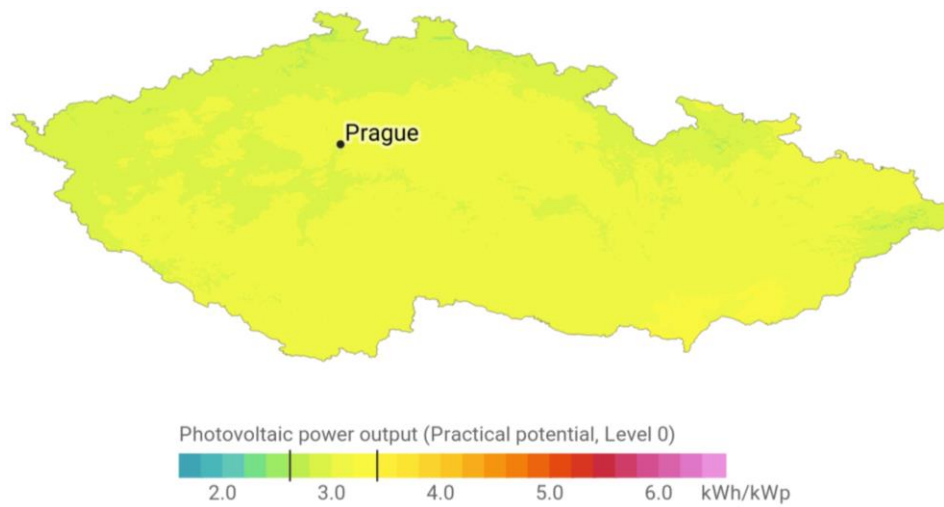 Prague
Photovoltaic power output (Practical potential, Level 0)
2.0 3.0 4.0 5.0 6.0 kWh/kWp